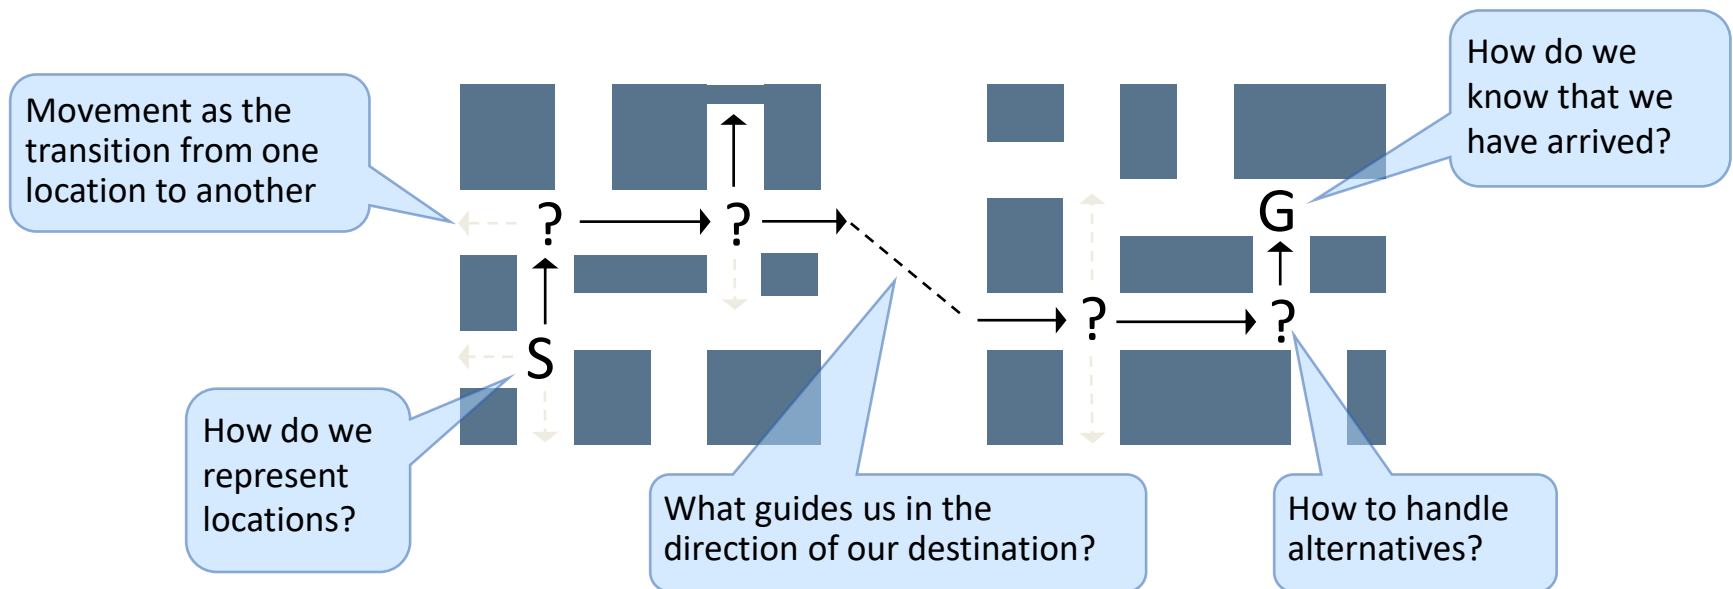 Movement as the
transition from one
location to another
How do we
know that we
have arrived?
?
?
G
S
?
?
How do we
represent
locations?
What guides us in the
direction of our destination?
How to handle
alternatives?